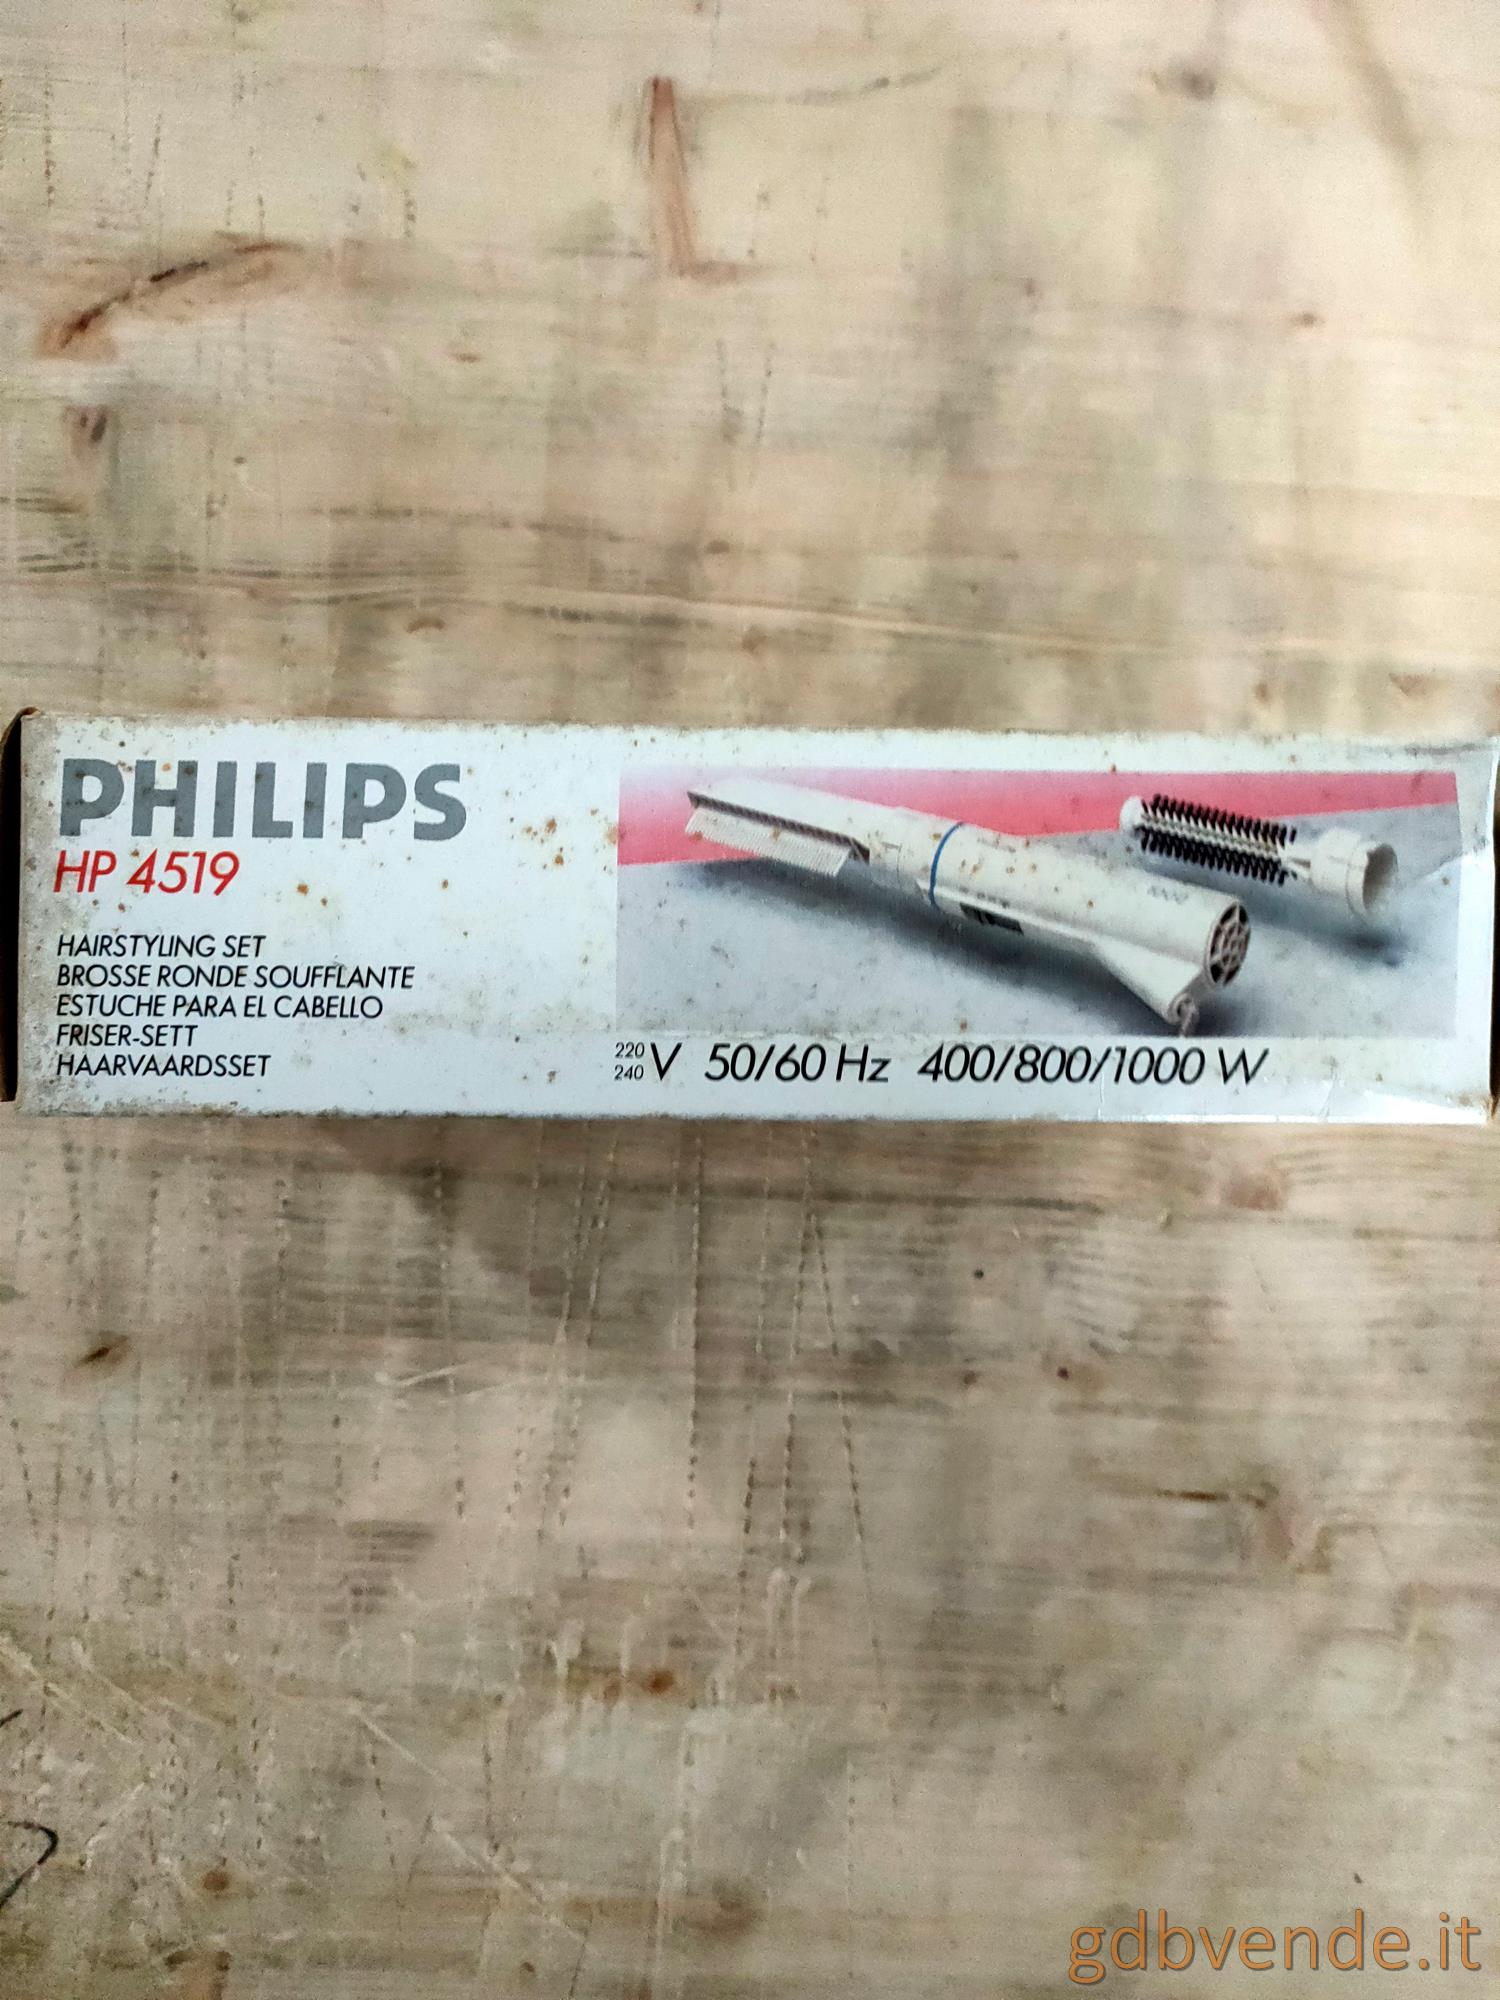 PHILIPS
HP 4519
HAIRSTYLING SET
BROSSE RONDE SOUFFLANTE
ESTUCHE PARA EL CABELLO
FRISER-SETT
HAARVAARDSSET
220
240 V 50/60 Hz 400/800/1000 W
gdbvende.it